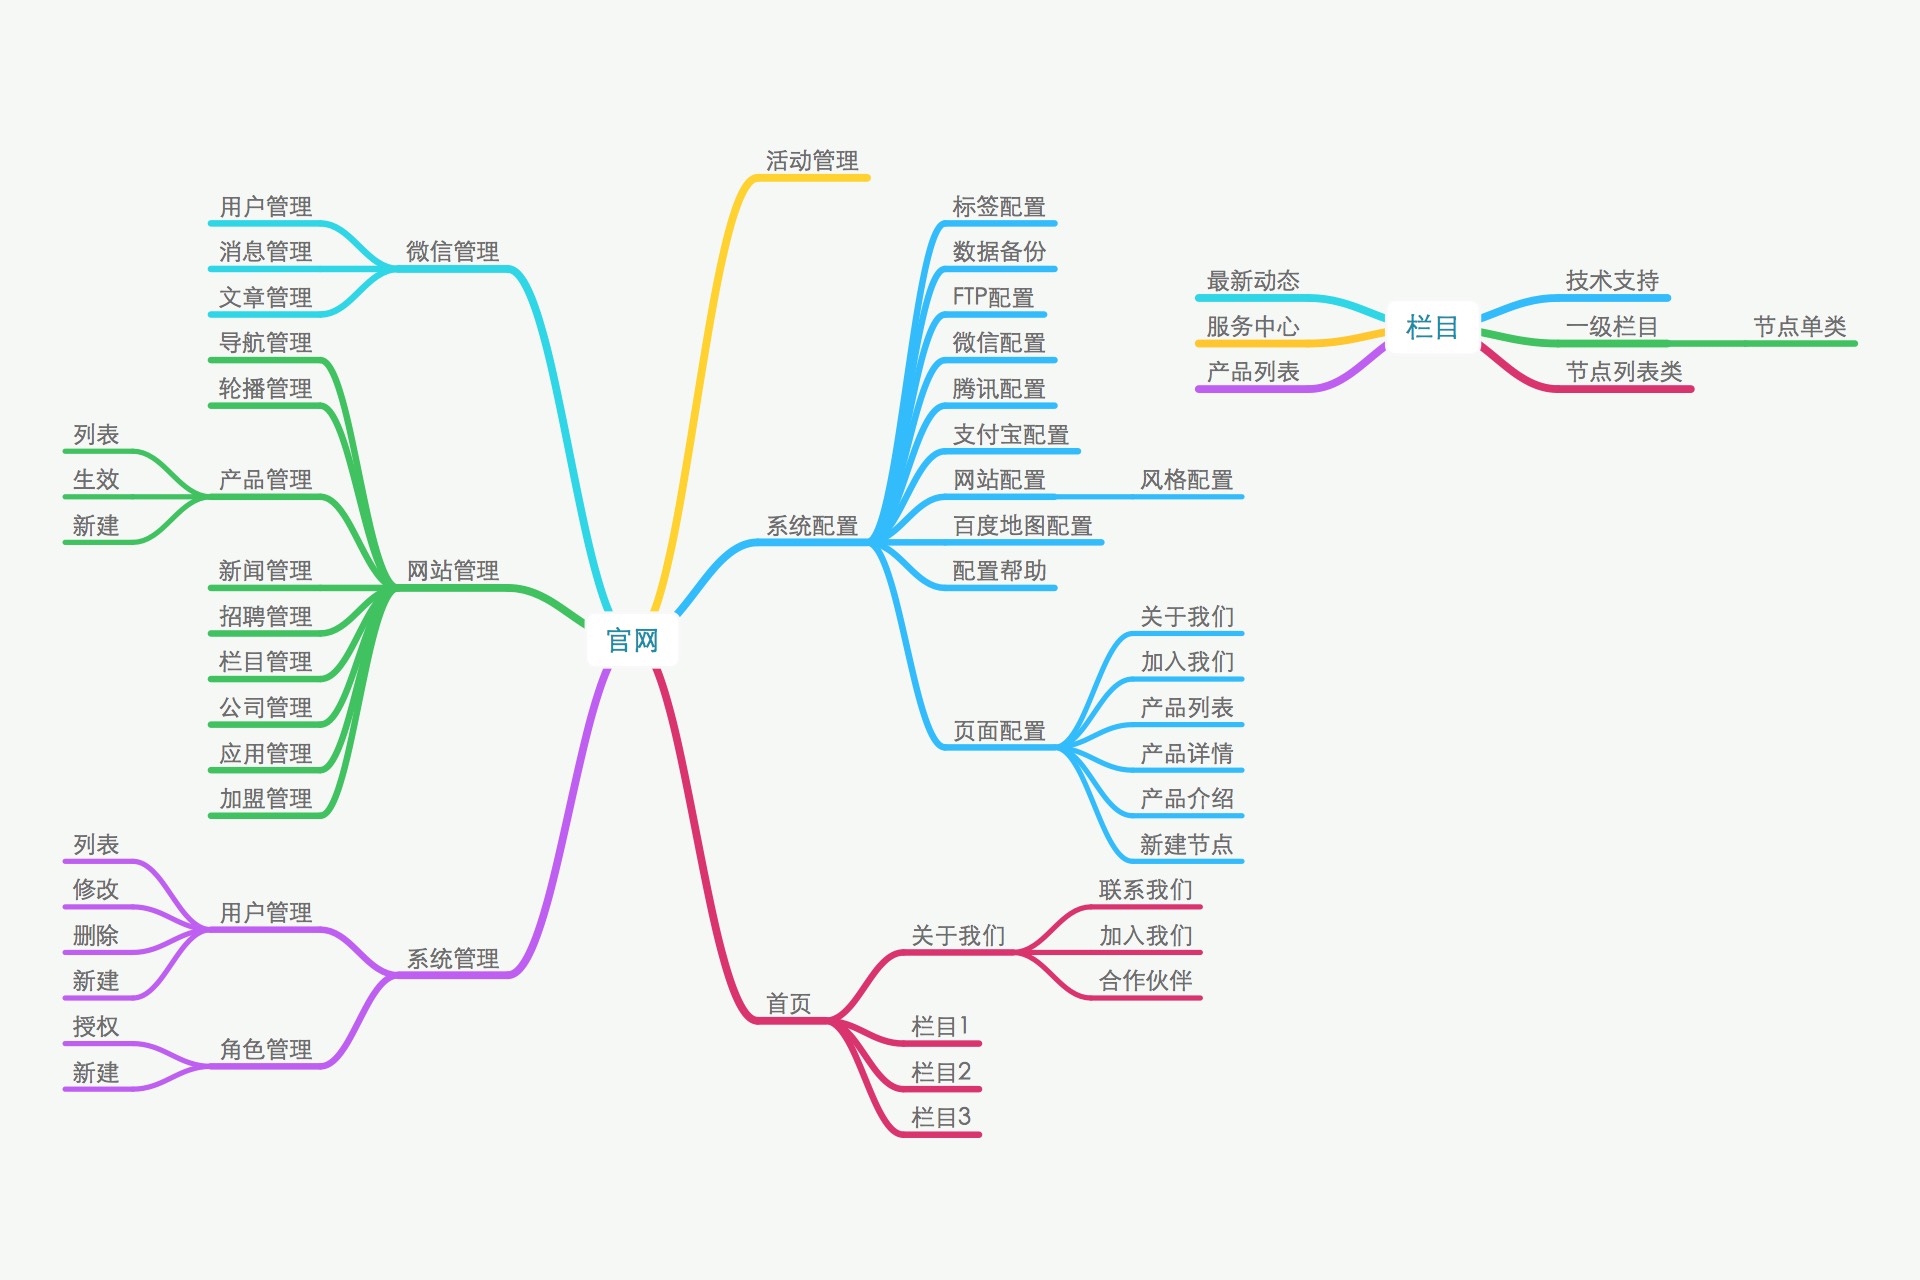 官网
微信管理
用户管理
消息管理
文章管理
网站管理
导航管理
轮播管理
产品管理
列表
生效
新建
新闻管理
招聘管理
栏目管理
公司管理
应用管理
加盟管理
系统管理
用户管理
列表
修改
删除
新建
角色管理
授权
新建
活动管理
系统配置
标签配置
数据备份
FTP配置
微信配置
腾讯配置
支付宝配置
网站配置
风格配置
百度地图配置
配置帮助
页面配置
关于我们
加入我们
产品列表
产品详情
产品介绍
新建节点
首页
关于我们
联系我们
加入我们
合作伙伴
栏目1
栏目2
栏目3
栏目
最新动态
服务中心
产品列表
技术支持
一级栏目
节点单类
节点列表类